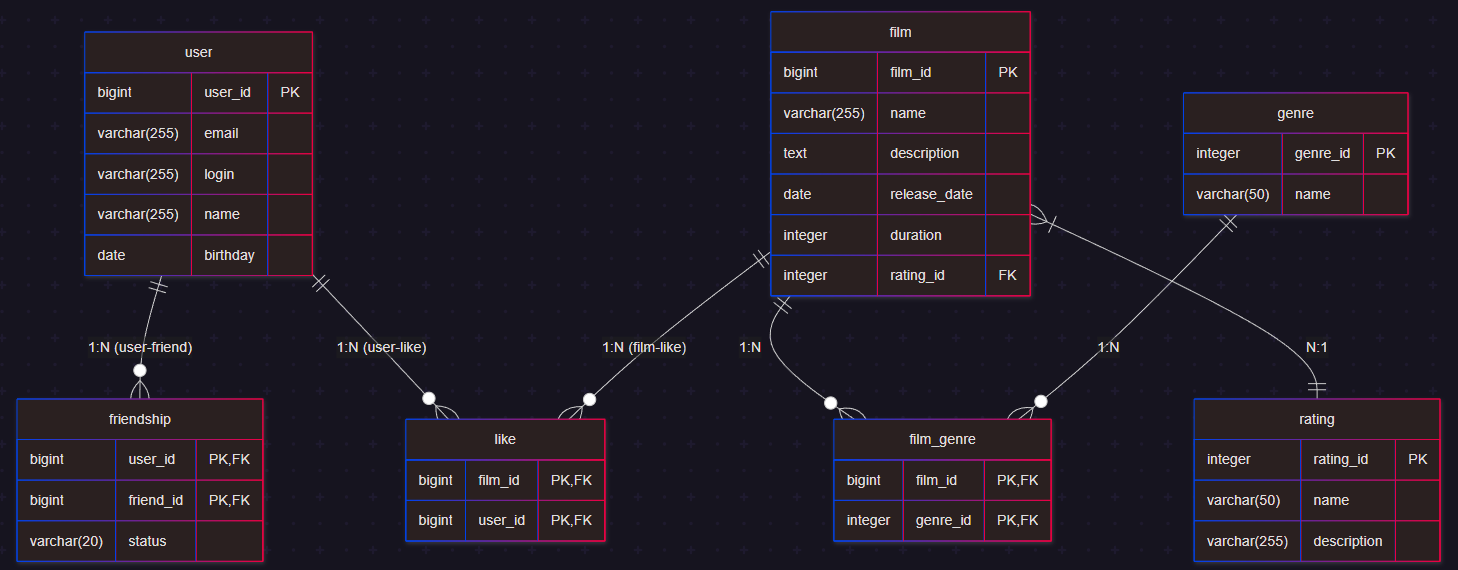 user
bigint user_id PK
varchar(255) email
varchar(255) login
varchar(255) name
date birthday
film
bigint film_id PK
varchar(255) name
text description
date release_date
integer duration
integer rating_id FK
genre
integer genre_id PK
varchar(50) name
1:N (user-friend)
1:N (user-like)
1:N (film-like)
1:N
1:N
N:1
friendship
bigint user_id PK,FK
bigint friend_id PK,FK
varchar(20) status
like
bigint film_id PK,FK
bigint user_id PK,FK
film_genre
bigint film_id PK,FK
integer genre_id PK,FK
rating
integer rating_id PK
varchar(50) name
varchar(255) description